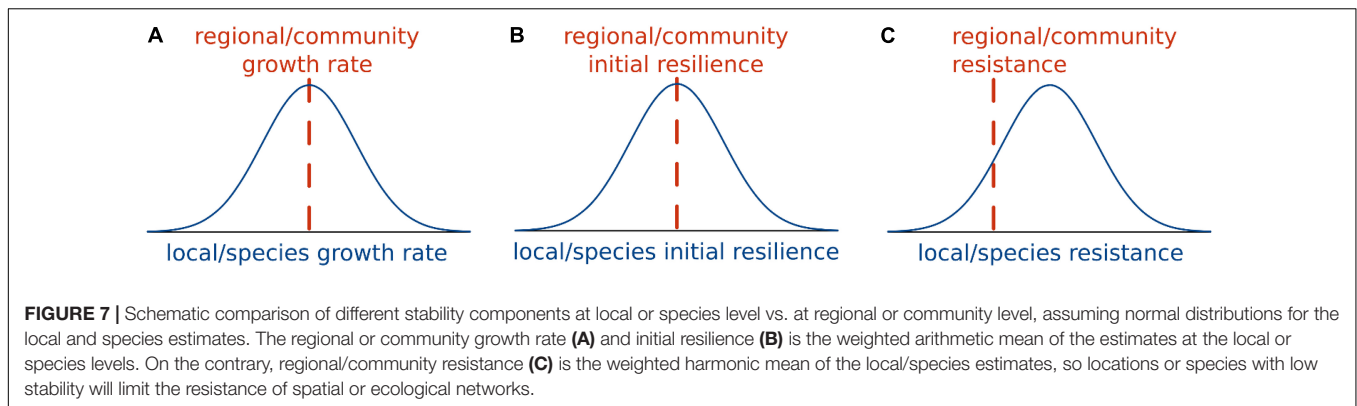 A
regional/community
growth rate
local/species growth rate
B
regional/community
initial resilience
local/species initial resilience
C
regional/community
resistance
local/species resistance
FIGURE 7 | Schematic comparison of different stability components at local or species level vs. at regional or community level, assuming normal distributions for the
local and species estimates. The regional or community growth rate (A) and initial resilience (B) is the weighted arithmetic mean of the estimates at the local or
species levels. On the contrary, regional/community resistance (C) is the weighted harmonic mean of the local/species estimates, so locations or species with low
stability will limit the resistance of spatial or ecological networks.